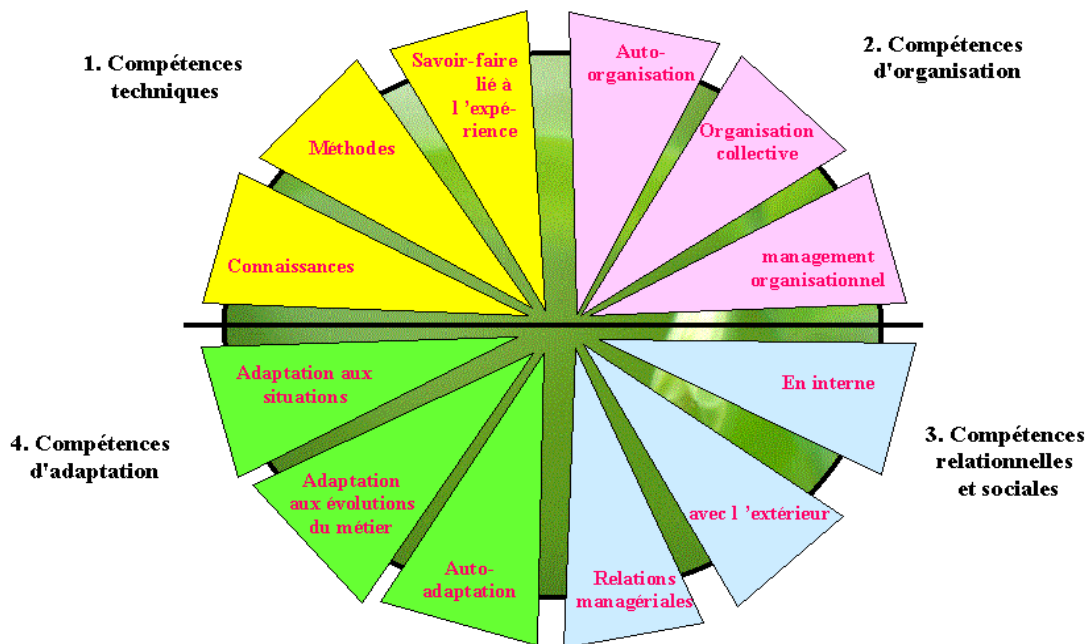 1. Compétences
techniques
Connaissances
Méthodes
Savoir-faire
lié à
l ’expé-
rience
2. Compétences
d'organisation
Auto-
organisation
Organisation
collective
management
organisationnel
3. Compétences
relationnelles
et sociales
En interne
avec l ’extérieur
Relations
managériales
4. Compétences
d'adaptation
Adaptation aux
situations
Adaptation
aux évolutions
du métier
Auto-
adaptation